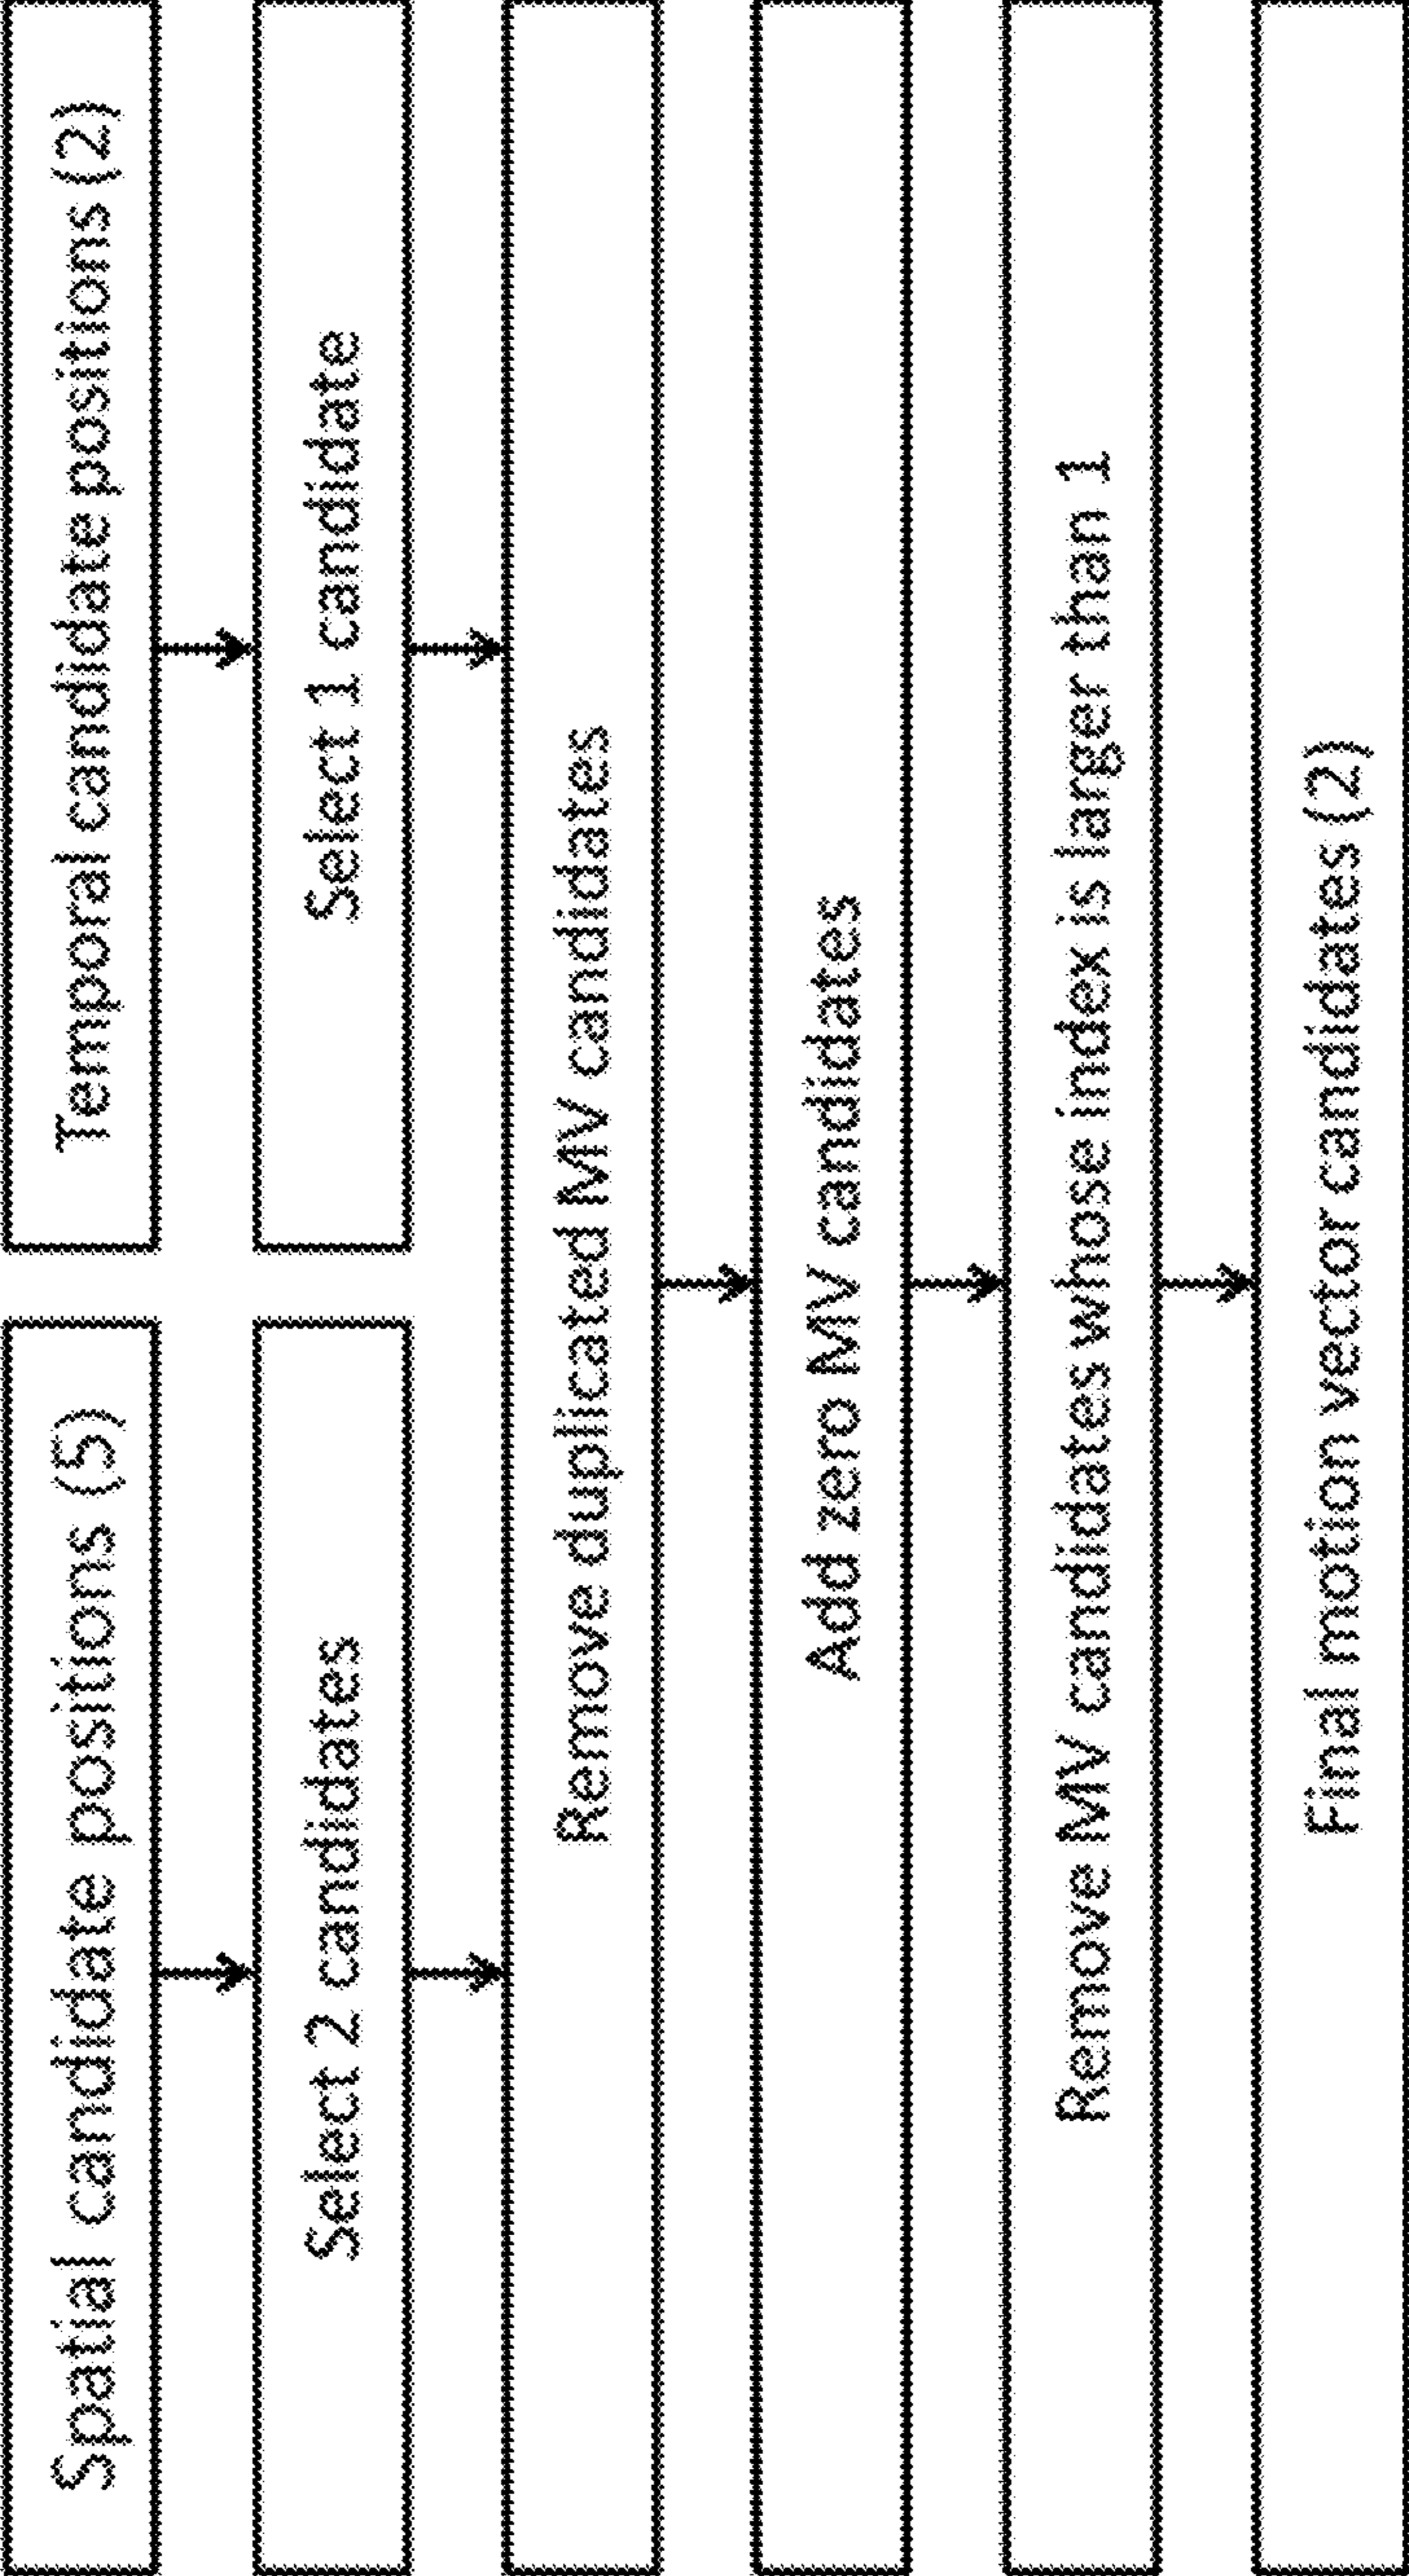 Spatial candidate positions (5)
Temporal candidate positions (2)
Select 2 candidates
Select 1 candidate
Remove duplicated MV candidates
Add zero MV candidates
Remove MV candidates whose index is larger than 1
Final motion vector candidates (2)